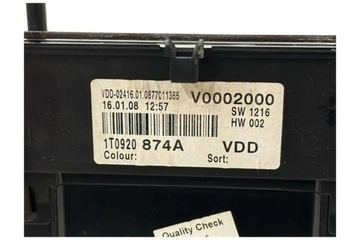 VDD-02416.01.0877011366
16.01.08 12:57
V0002000
SW 1216
HW 002
1T0920 874A VDD
Colour: Sort:
Quality Check